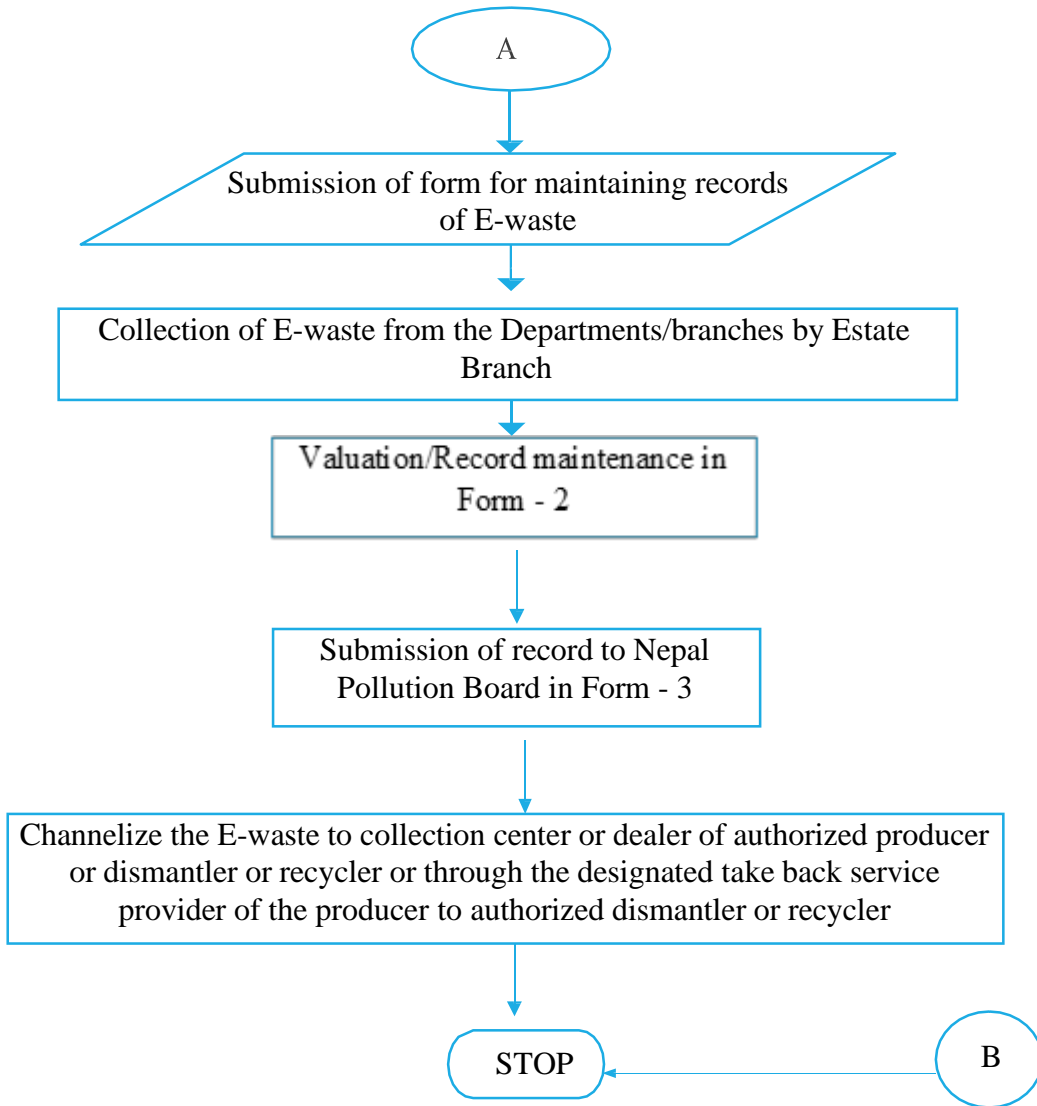 A
Submission of form for maintaining records
of E-waste
Collection of E-waste from the Departments/branches by Estate
Branch
Valuation/Record maintenance in
Form - 2
Submission of record to Nepal
Pollution Board in Form - 3
Channelize the E-waste to collection center or dealer of authorized producer
or dismantler or recycler or through the designated take back service
provider of the producer to authorized dismantler or recycler
STOP
B